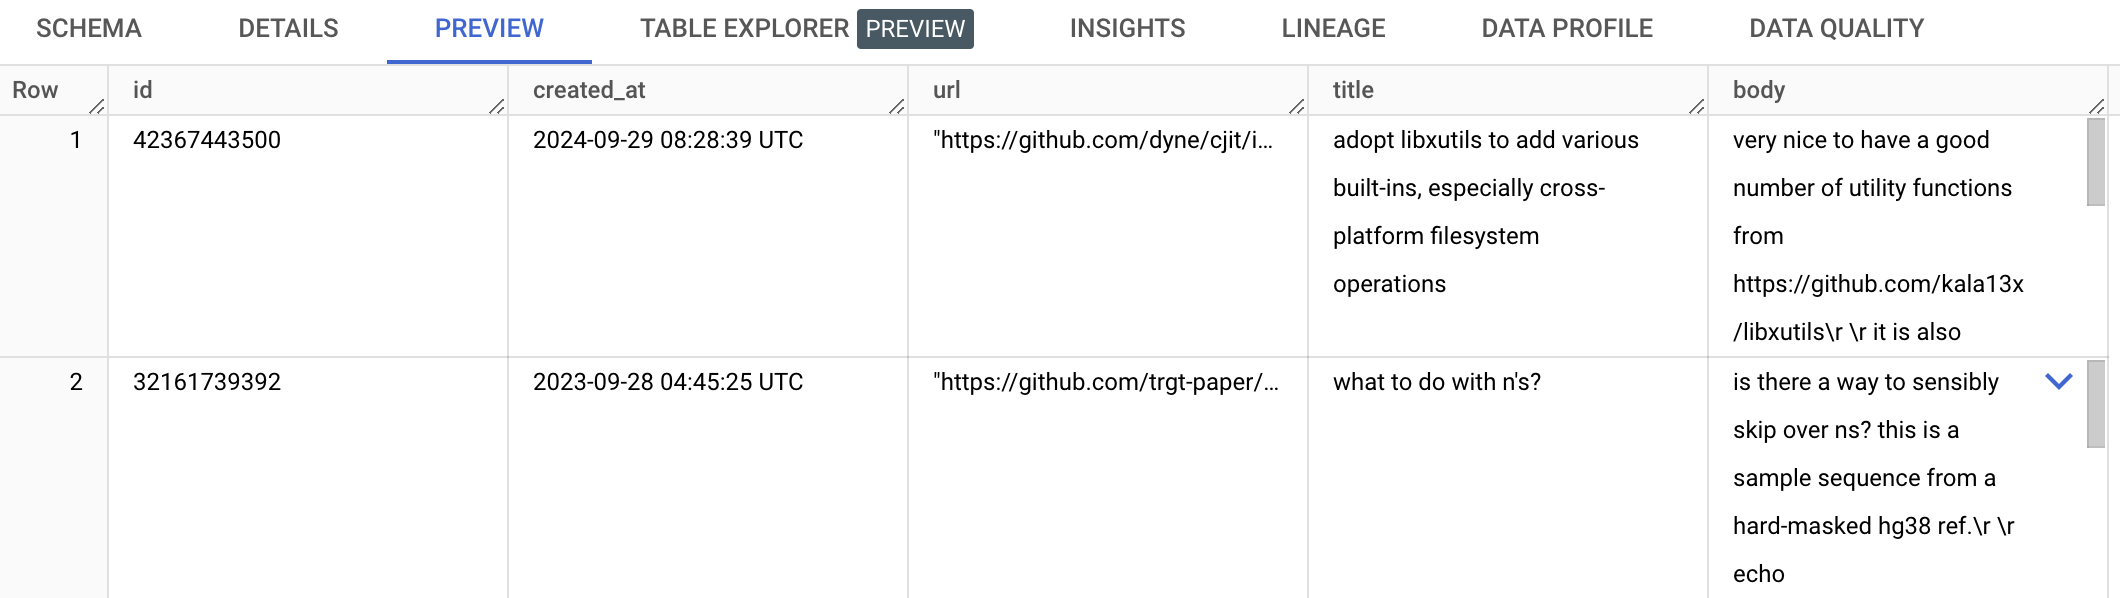 SCHEMA DETAILS PREVIEW TABLE EXPLORER PREVIEW INSIGHTS LINEAGE DATA PROFILE DATA QUALITY
Row id created_at url title body
1 42367443500 2024-09-29 08:28:39 UTC "https://github.com/dyne/cjit/i... adopt libxutils to add various very nice to have a good
built-ins, especially cross- number of utility functions
platform filesystem from
operations https://github.com/kala13x
/libxutils\r \r it is also
2 32161739392 2023-09-28 04:45:25 UTC "https://github.com/trgt-paper/... what to do with n's? is there a way to sensibly
skip over ns? this is a
sample sequence from a
hard-masked hg38 ref.\r \r
echo